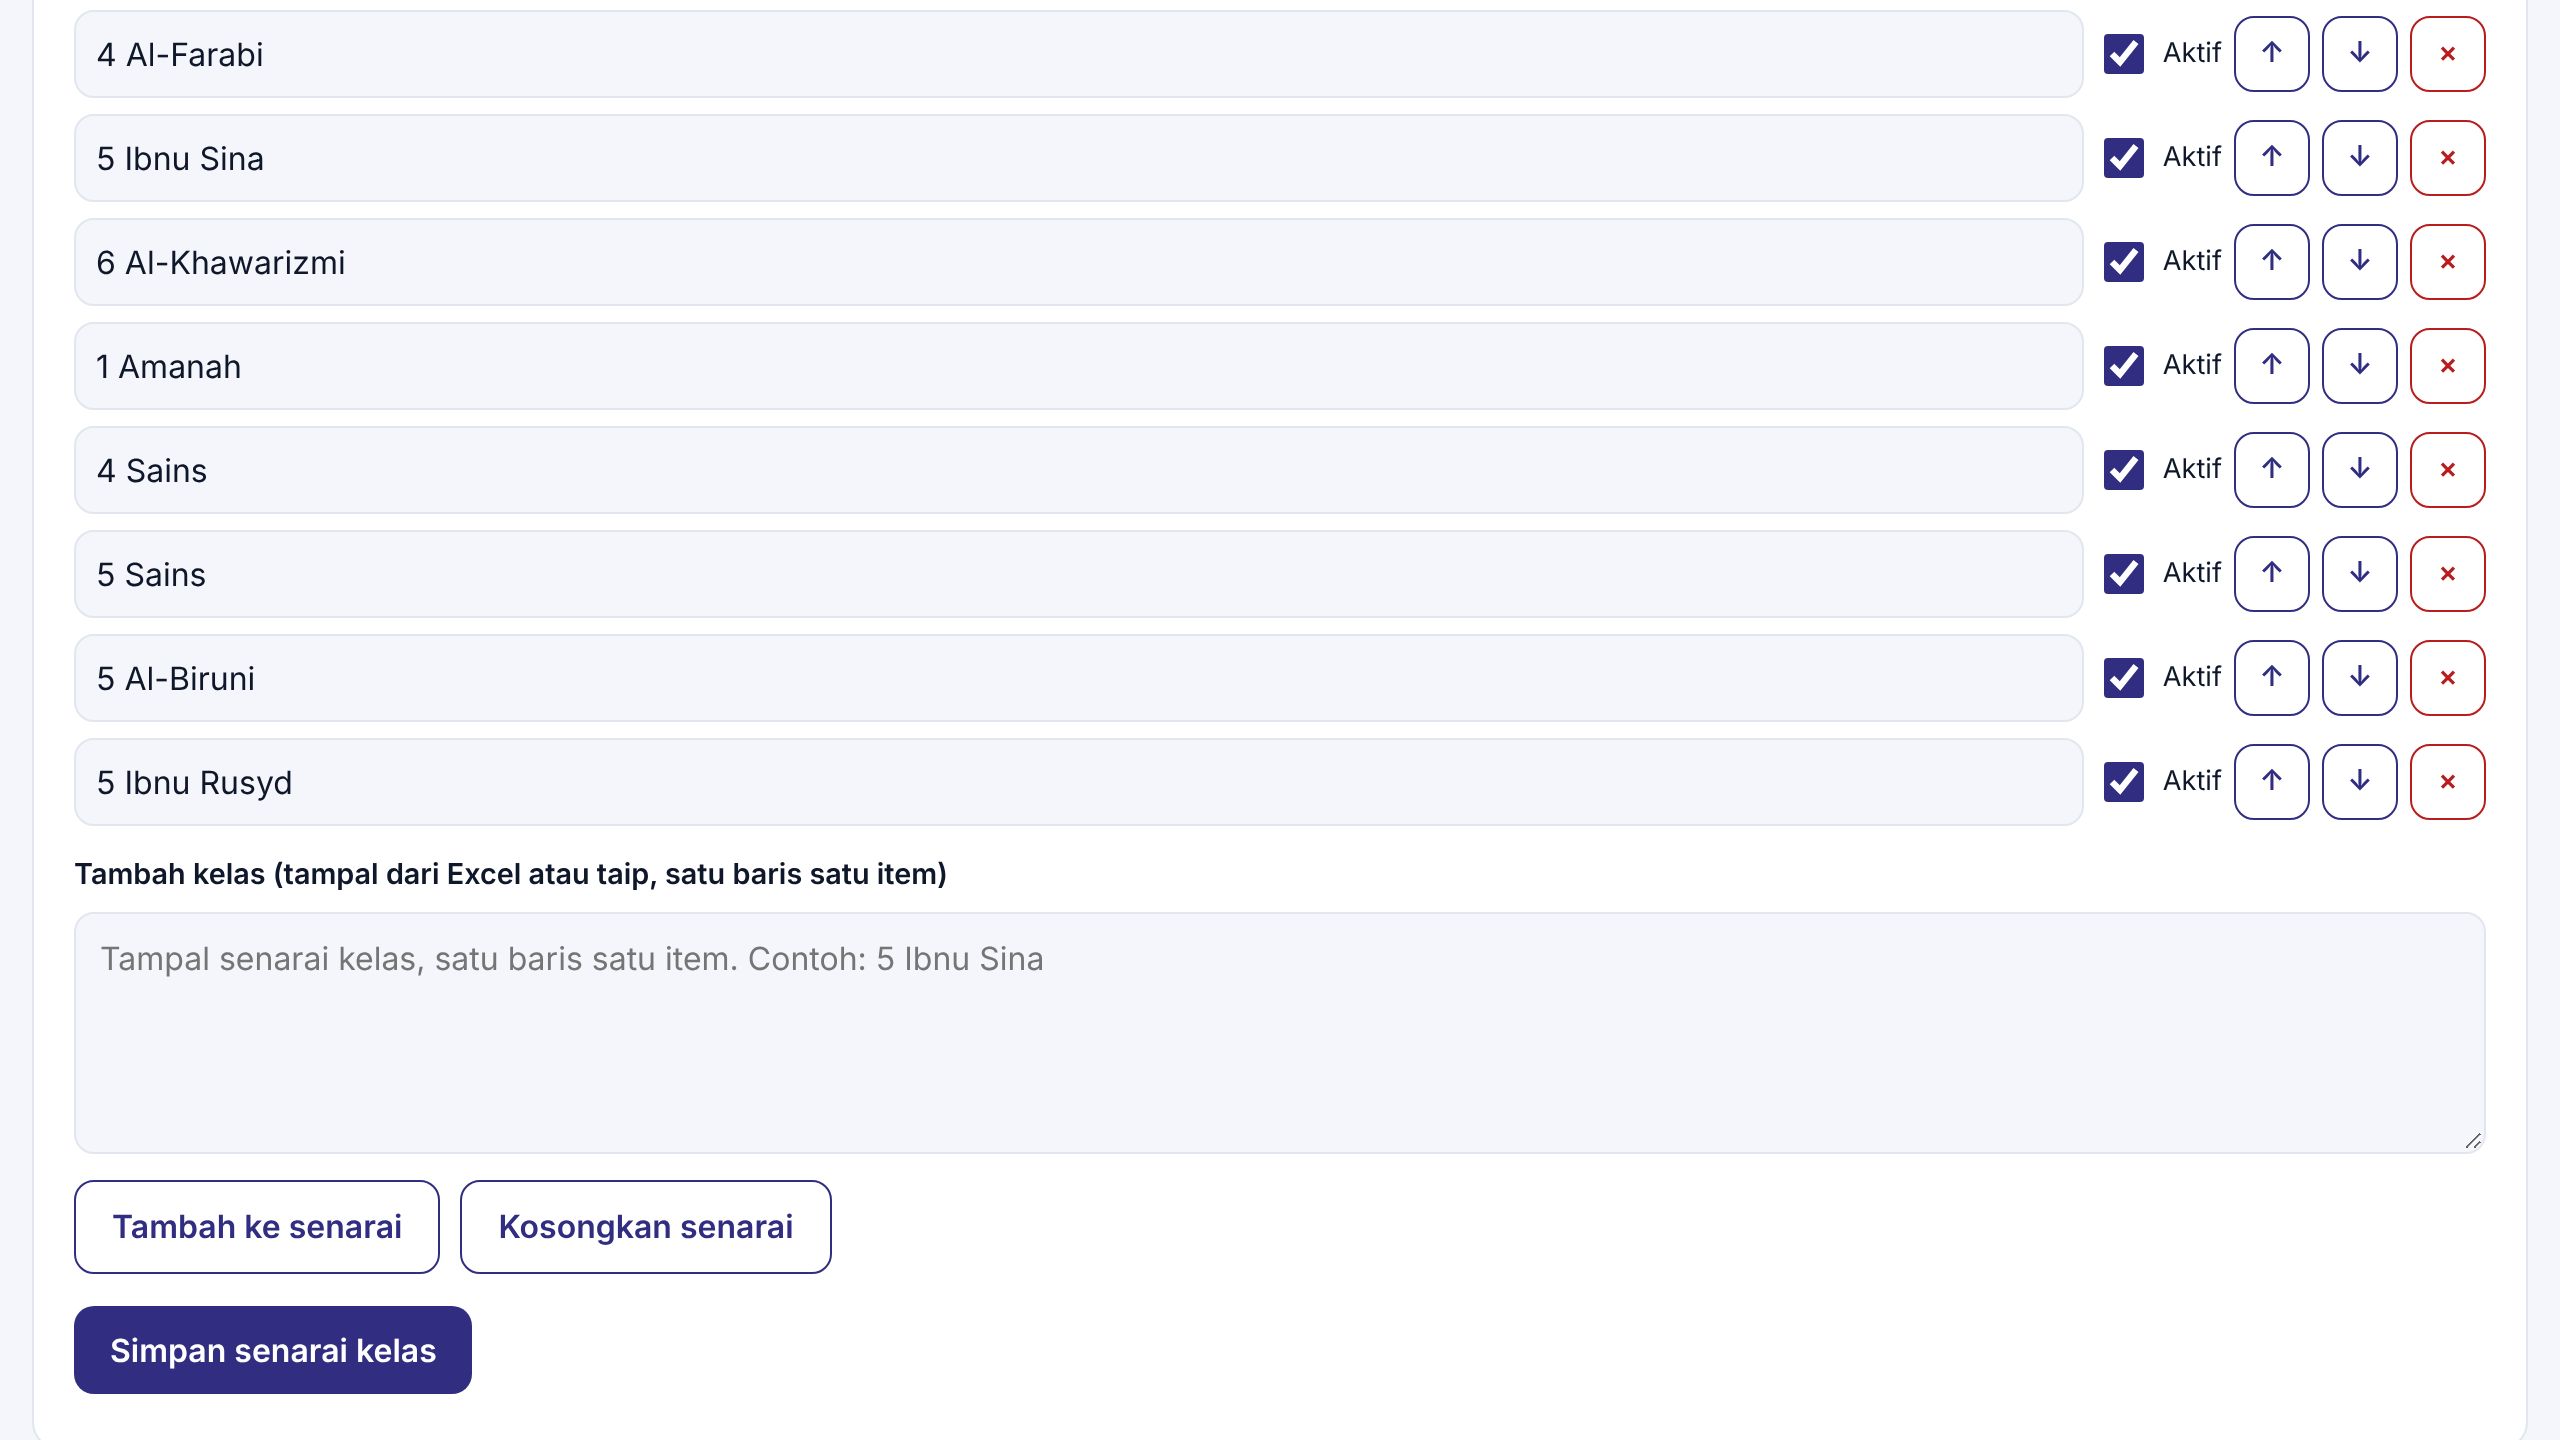 4 Al-Farabi Aktif ↑ ↓ ×
5 Ibnu Sina Aktif ↑ ↓ ×
6 Al-Khawarizmi Aktif ↑ ↓ ×
1 Amanah Aktif ↑ ↓ ×
4 Sains Aktif ↑ ↓ ×
5 Sains Aktif ↑ ↓ ×
5 Al-Biruni Aktif ↑ ↓ ×
5 Ibnu Rusyd Aktif ↑ ↓ ×
Tambah kelas (tampal dari Excel atau taip, satu baris satu item)
Tampal senarai kelas, satu baris satu item. Contoh: 5 Ibnu Sina
Tambah ke senarai Kosongkan senarai
Simpan senarai kelas